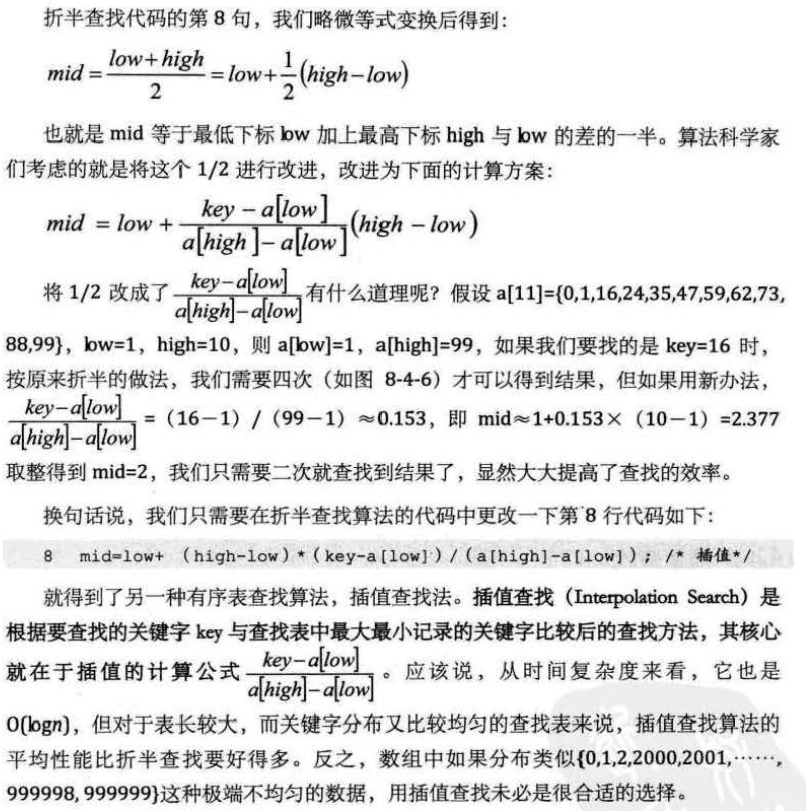 折半查找代码的第 8 句，我们略微等式变换后得到：
mid = \frac{low+high}{2} = low+\frac{1}{2}(high-low)
也就是 mid 等于最低下标 low 加上最高下标 high 与 low 的差的一半。算法科学家
们考虑的就是将这个 1/2 进行改进，改进为下面的计算方案：
mid = low + \frac{key-a[low]}{a[high]-a[low]}(high-low)
将 1/2 改成了 \frac{key-a[low]}{a[high]-a[low]} 有什么道理呢？假设 a[11]={0,1,16,24,35,47,59,62,73,
88,99}，low=1，high=10，则 a[low]=1，a[high]=99，如果我们要找的是 key=16 时，
按原来折半的做法，我们需要四次（如图 8-4-6）才可以得到结果，但如果用新办法，
\frac{key-a[low]}{a[high]-a[low]} =（16－1）/（99－1）≈0.153，即 mid≈1+0.153×（10－1）=2.377
取整得到 mid=2，我们只需要二次就查找到结果了，显然大大提高了查找的效率。
换句话说，我们只需要在折半查找算法的代码中更改一下第 8 行代码如下：
8 mid=low+ (high-low)*(key-a[low])/(a[high]-a[low]); /* 插值*/
就得到了另一种有序表查找算法，插值查找法。插值查找（Interpolation Search）是
根据要查找的关键字 key 与查找表中最大最小记录的关键字比较后的查找方法，其核心
就在于插值的计算公式 \frac{key-a[low]}{a[high]-a[low]}。应该说，从时间复杂度来看，它也是
O(logn)，但对于表长较大，而关键字分布又比较均匀的查找表来说，插值查找算法的
平均性能比折半查找要好得多。反之，数组中如果分布类似{0,1,2,2000,2001,……,
999998, 999999}这种极端不均匀的数据，用插值查找未必是很合适的选择。